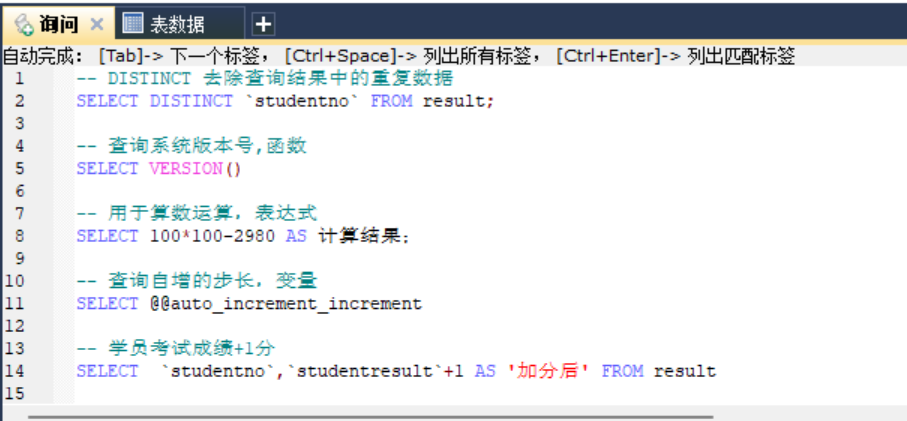 询问 × 表数据 +
自动完成: [Tab]-> 下一个标签, [Ctrl+Space]-> 列出所有标签, [Ctrl+Enter]-> 列出匹配标签
1 -- DISTINCT 去除查询结果中的重复数据
2 SELECT DISTINCT `studentno` FROM result;
3
4 -- 查询系统版本号,函数
5 SELECT VERSION()
6
7 -- 用于算数运算，表达式
8 SELECT 100*100-2980 AS 计算结果;
9
10 -- 查询自增的步长，变量
11 SELECT @@auto_increment_increment
12
13 -- 学员考试成绩+1分
14 SELECT  `studentno`,`studentresult`+1 AS '加分后' FROM result
15